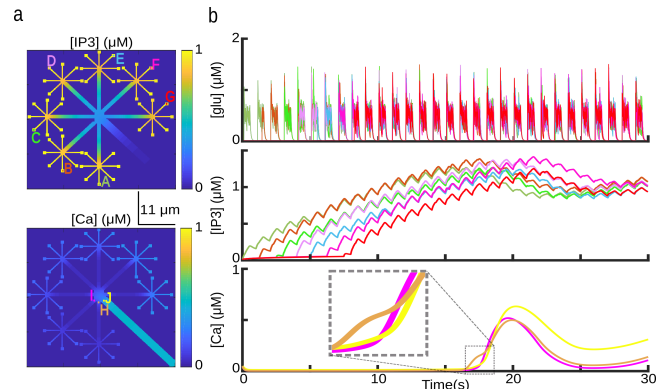 a
b
[IP3] (μM)
D
E
F
G
C
B
A
1
0
11 μm
[Ca] (μM)
I
J
H
1
0
2
1
0
[glu] (μM)
1
0
[IP3] (μM)
1
0
[Ca] (μM)
0
10
20
30
Time(s)